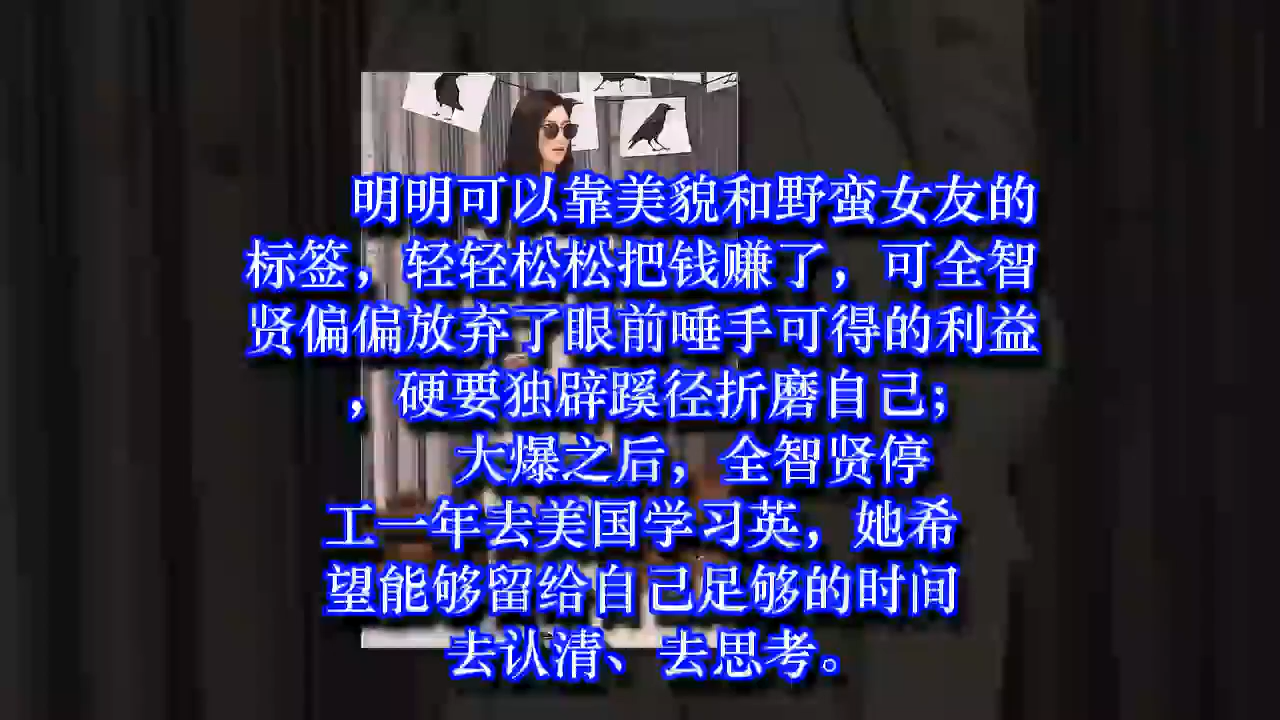 明明可以靠美貌和野蛮女友的
标签，轻轻松松把钱赚了，可全智
贤偏偏放弃了眼前唾手可得的利益
，硬要独辟蹊径折磨自己；
大爆之后，全智贤停
工一年去美国学习英，她希
望能够留给自己足够的时间
去认清、去思考。